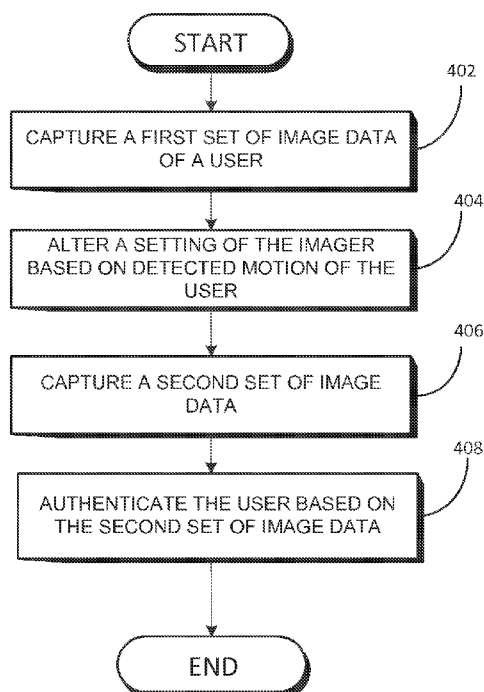 START
402
CAPTURE A FIRST SET OF IMAGE DATA
OF A USER
404
ALTER A SETTING OF THE IMAGER
BASED ON DETECTED MOTION OF THE
USER
406
CAPTURE A SECOND SET OF IMAGE
DATA
408
AUTHENTICATE THE USER BASED ON
THE SECOND SET OF IMAGE DATA
END